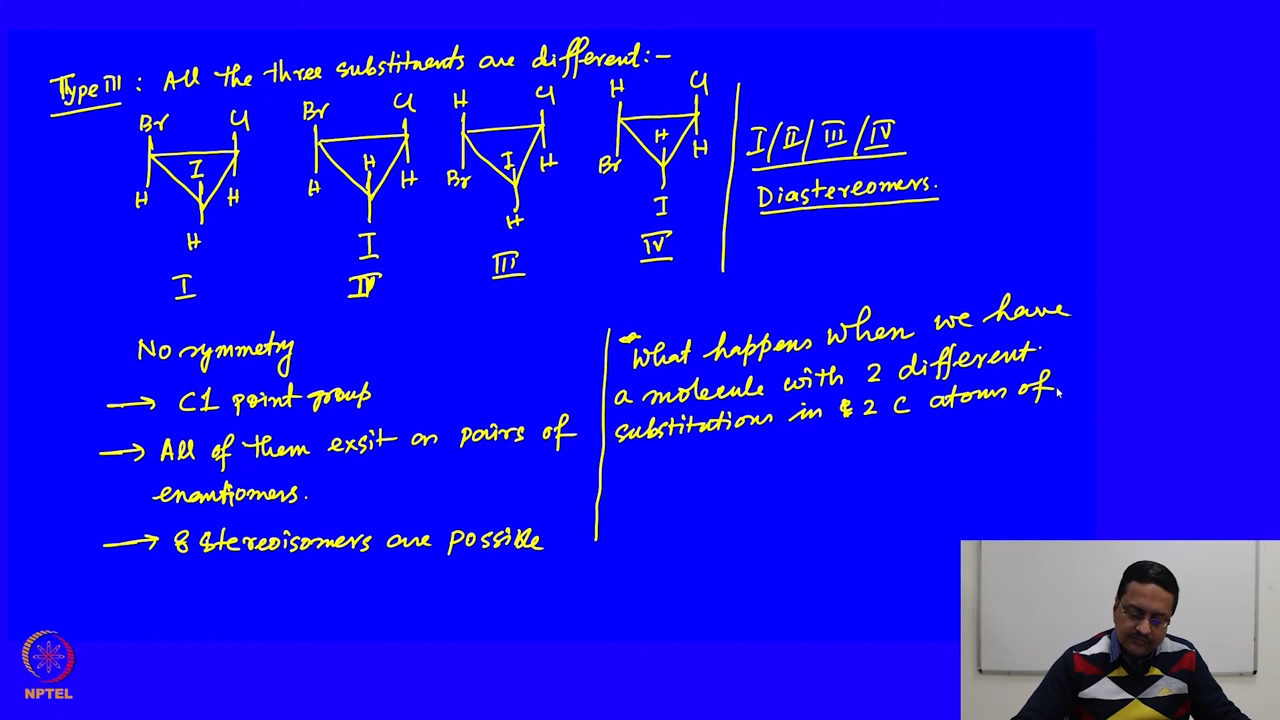 Type III : All the three substituents are different:-
Br Cl Br Cl H Cl H Cl
I H I H
H H H H Br H Br H
H I H I
I II III IV
I/II/III/IV
Diastereomers.
No symmetry
→ C1 point group
→ All of them exsit as pairs of
enantiomers.
→ 8 stereoisomers are possible
What happens when we have
a molecule with 2 different
substitutions in 2 C atoms of
NPTEL